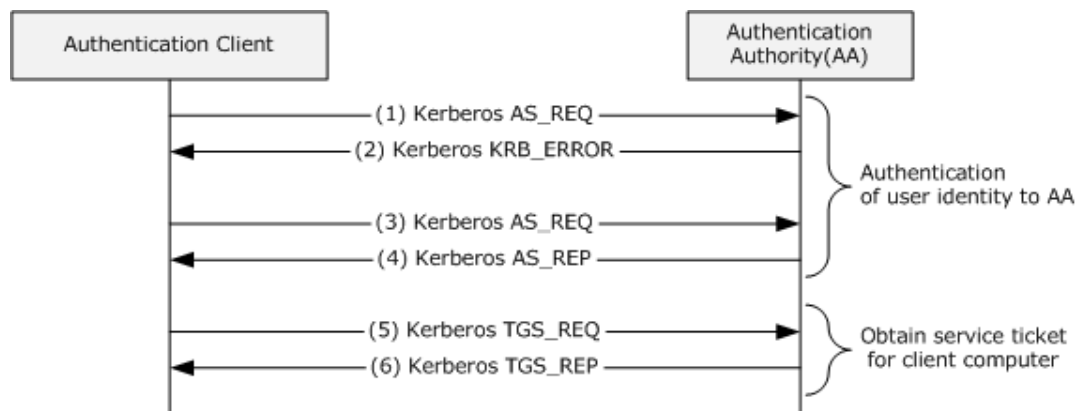 Authentication Client
Authentication
Authority(AA)
(1) Kerberos AS_REQ
(2) Kerberos KRB_ERROR
Authentication
of user identity to AA
(3) Kerberos AS_REQ
(4) Kerberos AS_REP
(5) Kerberos TGS_REQ
Obtain service ticket
for client computer
(6) Kerberos TGS_REP